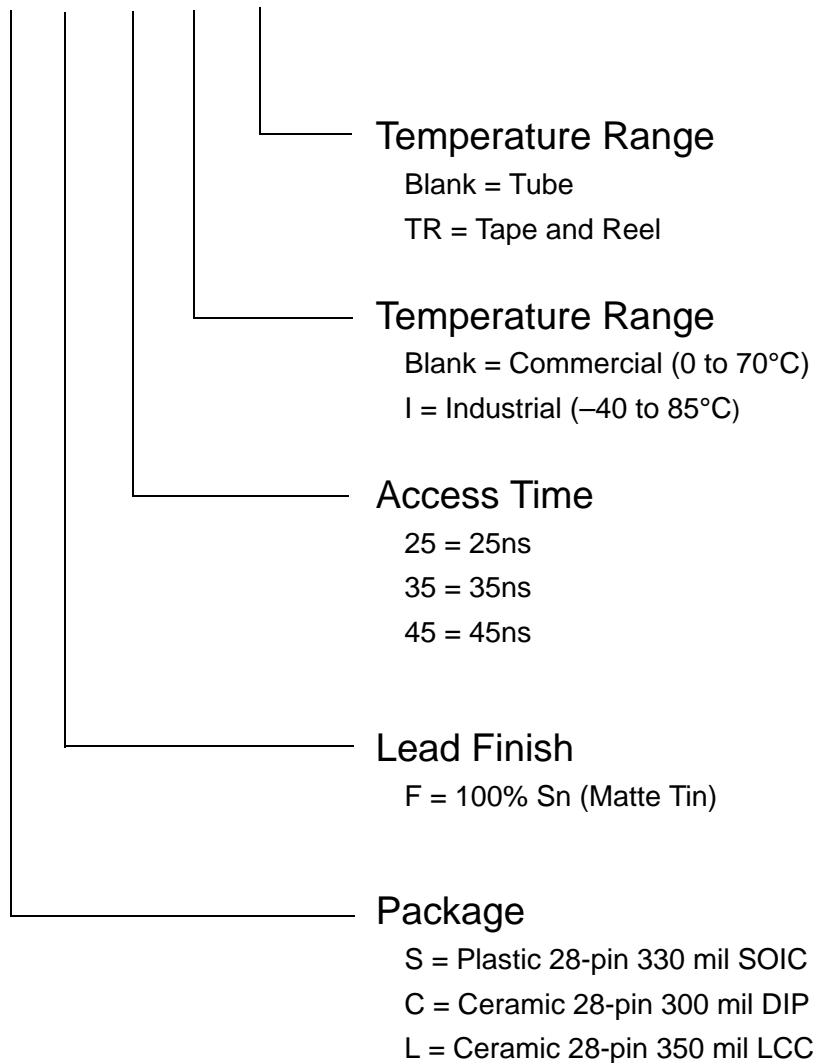 Temperature Range
Blank = Tube
TR = Tape and Reel
Temperature Range
Blank = Commercial (0 to 70°C)
I = Industrial (–40 to 85°C)
Access Time
25 = 25ns
35 = 35ns
45 = 45ns
Lead Finish
F = 100% Sn (Matte Tin)
Package
S = Plastic 28-pin 330 mil SOIC
C = Ceramic 28-pin 300 mil DIP
L = Ceramic 28-pin 350 mil LCC